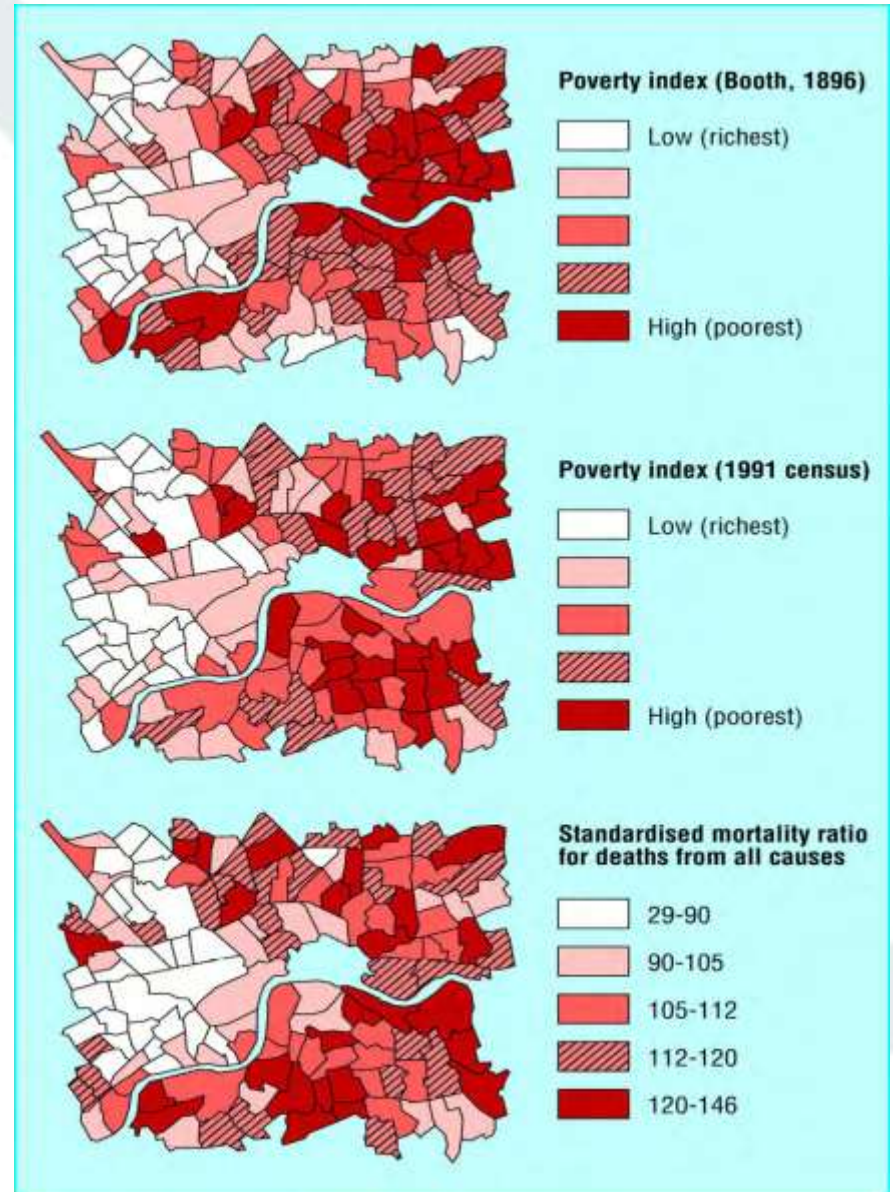 Poverty index (Booth, 1896)
Low (richest)
High (poorest)
Poverty index (1991 census)
Low (richest)
High (poorest)
Standardised mortality ratio
for deaths from all causes
29-90
90-105
105-112
112-120
120-146